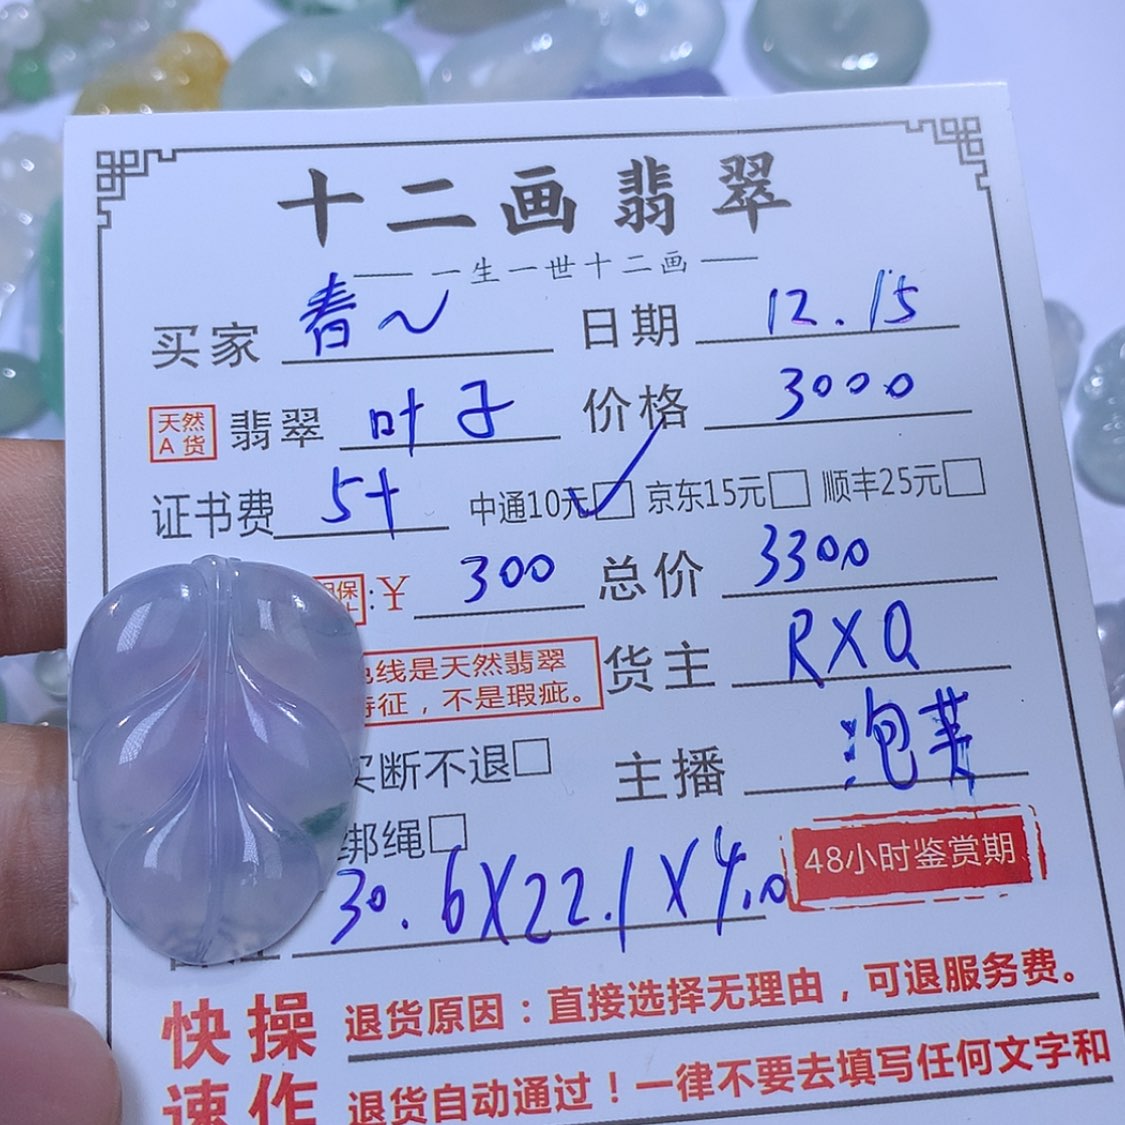 十二画翡翠
一生一世十二画
买家 春~ 日期 12.15
天然A货 翡翠 叶子 价格 3000
证书费 5+ 中通10元 京东15元 顺丰25元
保 :¥ 300 总价 3300
色线是天然翡翠 货主 RXQ
特征，不是瑕疵。
买断不退 主播 泡芙
绑绳
30.6X22.1X4.0 48小时鉴赏期
快操 退货原因：直接选择无理由，可退服务费。
速作 退货自动通过！一律不要去填写任何文字和